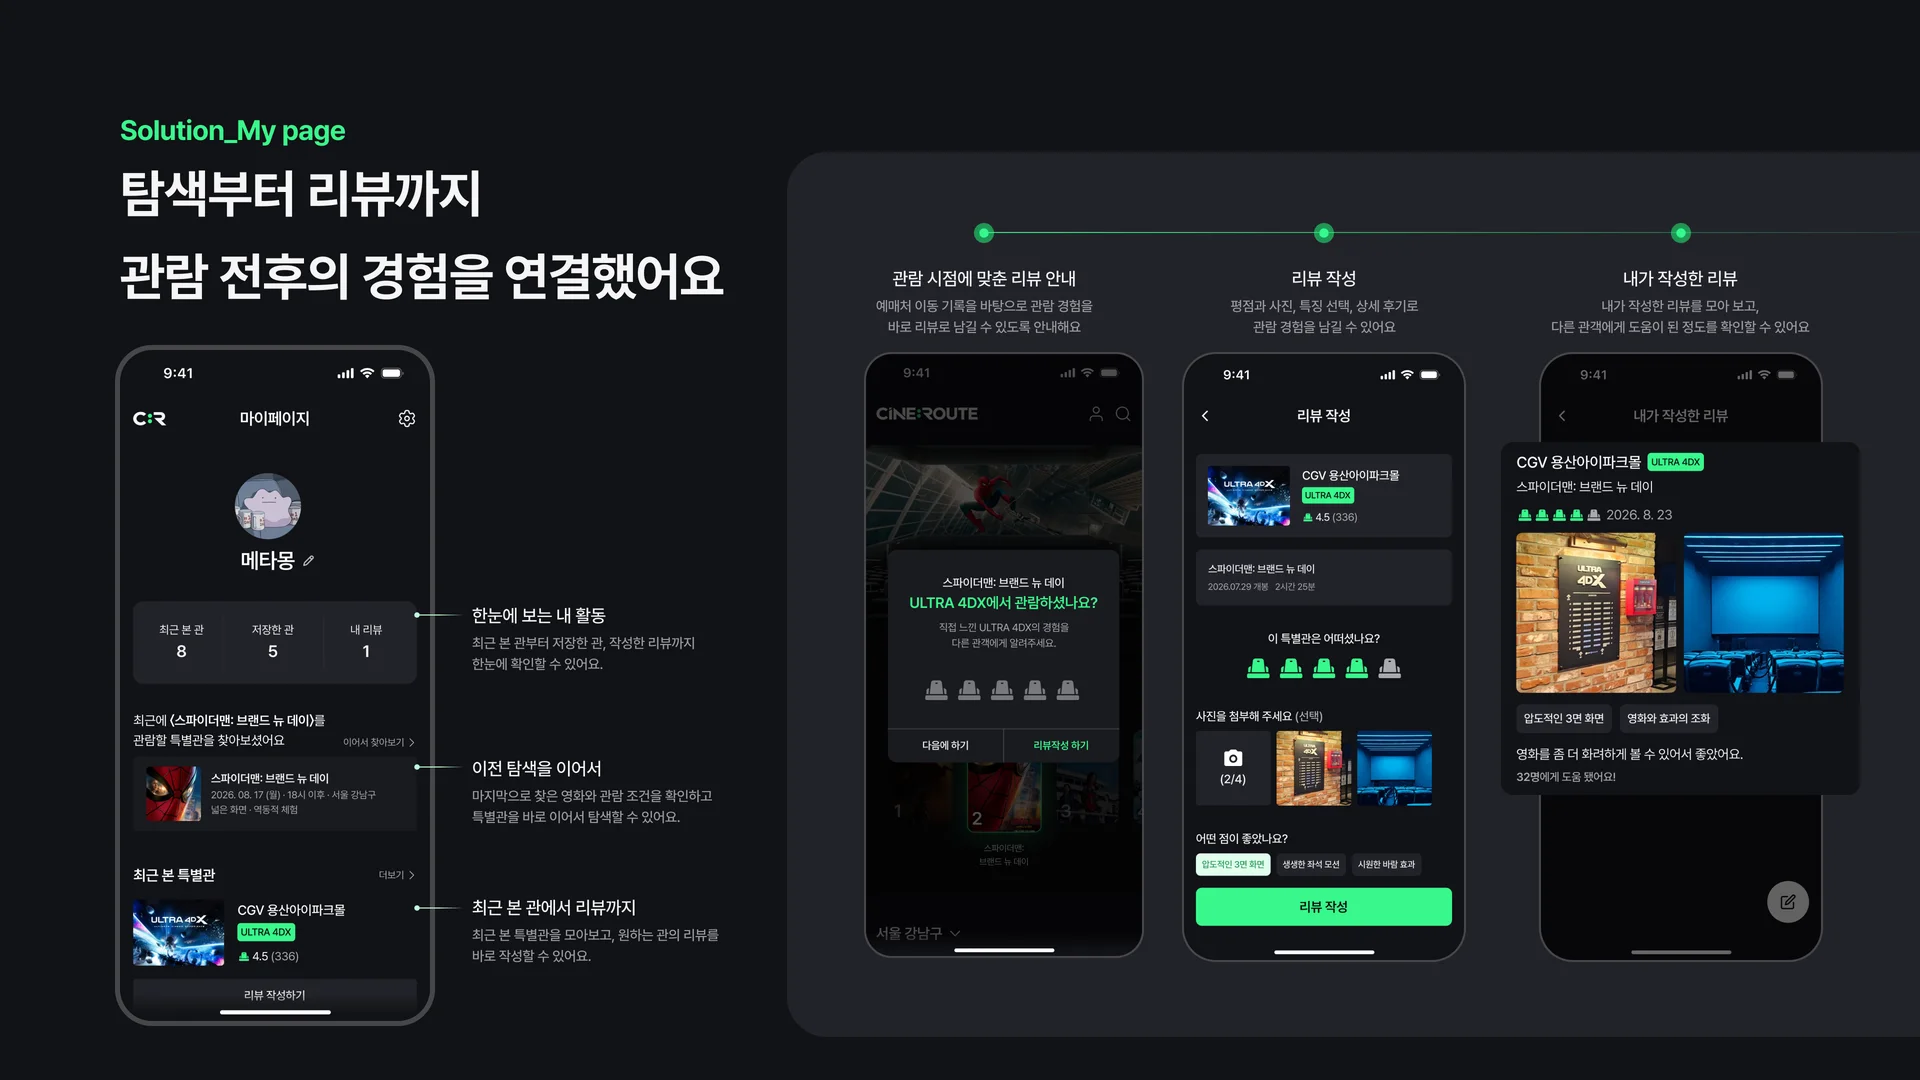 Solution_My page
탐색부터 리뷰까지
관람 전후의 경험을 연결했어요
9:41
C:R
마이페이지
메타몽
최근 본 관
저장한 관
내 리뷰
8
5
1
최근에 <스파이더맨: 브랜드 뉴 데이>를
관람할 특별관을 찾아보셨어요
이어서 찾아보기
스파이더맨: 브랜드 뉴 데이
2026. 08. 17 (월) · 18시 이후 · 서울 강남구
넓은 화면 · 역동적 체험
최근 본 특별관
더보기
ULTRA 4DX
CGV 용산아이파크몰
ULTRA 4DX
4.5 (336)
리뷰 작성하기
한눈에 보는 내 활동
최근 본 관부터 저장한 관, 작성한 리뷰까지
한눈에 확인할 수 있어요.
이전 탐색을 이어서
마지막으로 찾은 영화와 관람 조건을 확인하고
특별관을 바로 이어서 탐색할 수 있어요.
최근 본 관에서 리뷰까지
최근 본 특별관을 모아보고, 원하는 관의 리뷰를
바로 작성할 수 있어요.
관람 시점에 맞춘 리뷰 안내
예매처 이동 기록을 바탕으로 관람 경험을
바로 리뷰로 남길 수 있도록 안내해요
9:41
CINE:ROUTE
스파이더맨: 브랜드 뉴 데이
ULTRA 4DX에서 관람하셨나요?
직접 느낀 ULTRA 4DX의 경험을
다른 관객에게 알려주세요.
다음에 하기
리뷰작성 하기
1
2
3
스파이더맨:
브랜드 뉴 데이
서울 강남구
리뷰 작성
평점과 사진, 특징 선택, 상세 후기로
관람 경험을 남길 수 있어요
9:41
리뷰 작성
ULTRA 4DX
CGV 용산아이파크몰
ULTRA 4DX
4.5 (336)
스파이더맨: 브랜드 뉴 데이
2026.07.29 개봉 2시간 25분
이 특별관은 어떠셨나요?
사진을 첨부해 주세요 (선택)
(2/4)
어떤 점이 좋았나요?
압도적인 3면 화면
생생한 좌석 모션
시원한 바람 효과
리뷰 작성
내가 작성한 리뷰
내가 작성한 리뷰를 모아 보고,
다른 관객에게 도움이 된 정도를 확인할 수 있어요
9:41
내가 작성한 리뷰
CGV 용산아이파크몰 ULTRA 4DX
스파이더맨: 브랜드 뉴 데이
2026. 8. 23
ULTRA
4DX
압도적인 3면 화면
영화와 효과의 조화
영화를 좀 더 화려하게 볼 수 있어서 좋았어요.
32명에게 도움 됐어요!